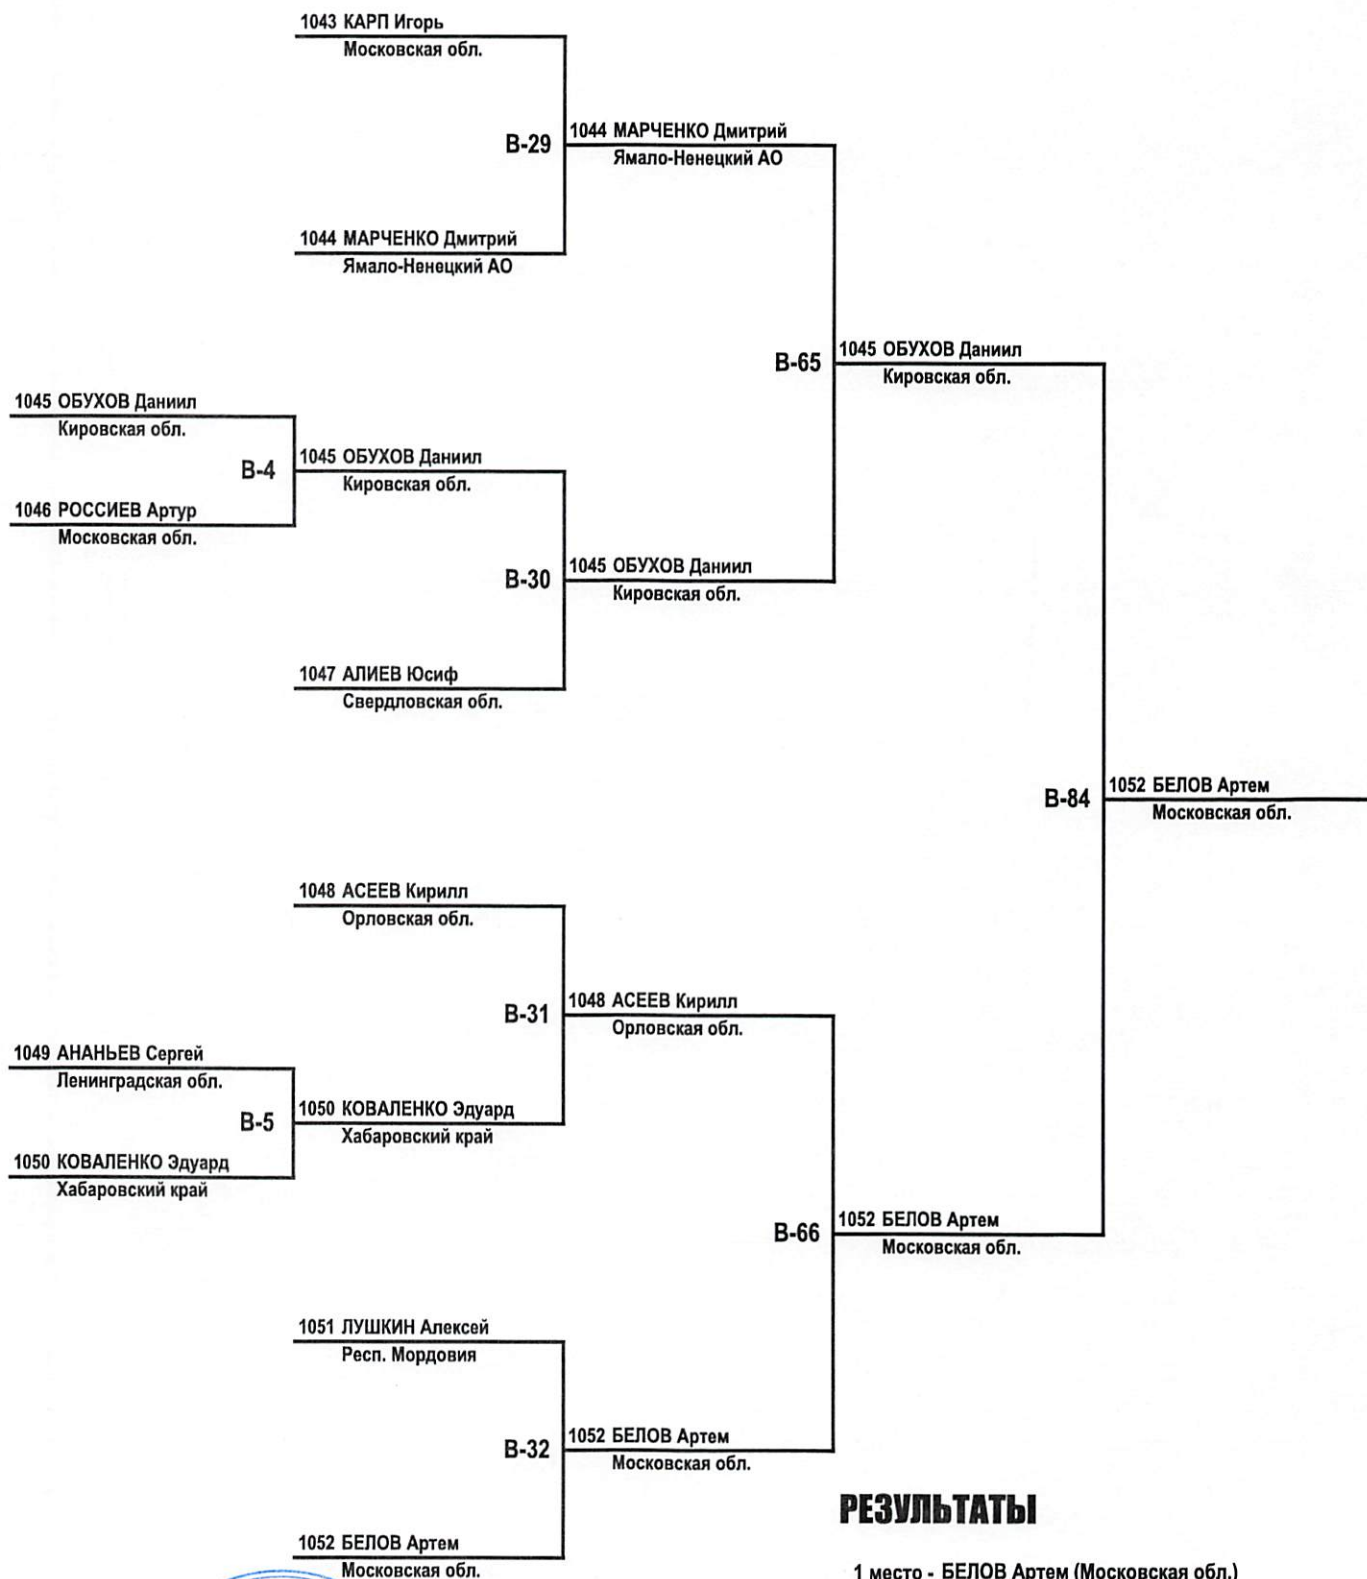 1043 КАРП Игорь
Московская обл.
В-29
1044 МАРЧЕНКО Дмитрий
Ямало-Ненецкий АО
1044 МАРЧЕНКО Дмитрий
Ямало-Ненецкий АО
В-65
1045 ОБУХОВ Даниил
Кировская обл.
1045 ОБУХОВ Даниил
Кировская обл.
В-4
1045 ОБУХОВ Даниил
Кировская обл.
1046 РОССИЕВ Артур
Московская обл.
В-30
1045 ОБУХОВ Даниил
Кировская обл.
1047 АЛИЕВ Юсиф
Свердловская обл.
В-84
1052 БЕЛОВ Артем
Московская обл.
1048 АСЕЕВ Кирилл
Орловская обл.
В-31
1048 АСЕЕВ Кирилл
Орловская обл.
1049 АНАНЬЕВ Сергей
Ленинградская обл.
В-5
1050 КОВАЛЕНКО Эдуард
Хабаровский край
1050 КОВАЛЕНКО Эдуард
Хабаровский край
В-66
1052 БЕЛОВ Артем
Московская обл.
1051 ЛУШКИН Алексей
Респ. Мордовия
В-32
1052 БЕЛОВ Артем
Московская обл.
РЕЗУЛЬТАТЫ
1052 БЕЛОВ Артем
Московская обл.
1 место - БЕЛОВ Артем (Московская обл.)